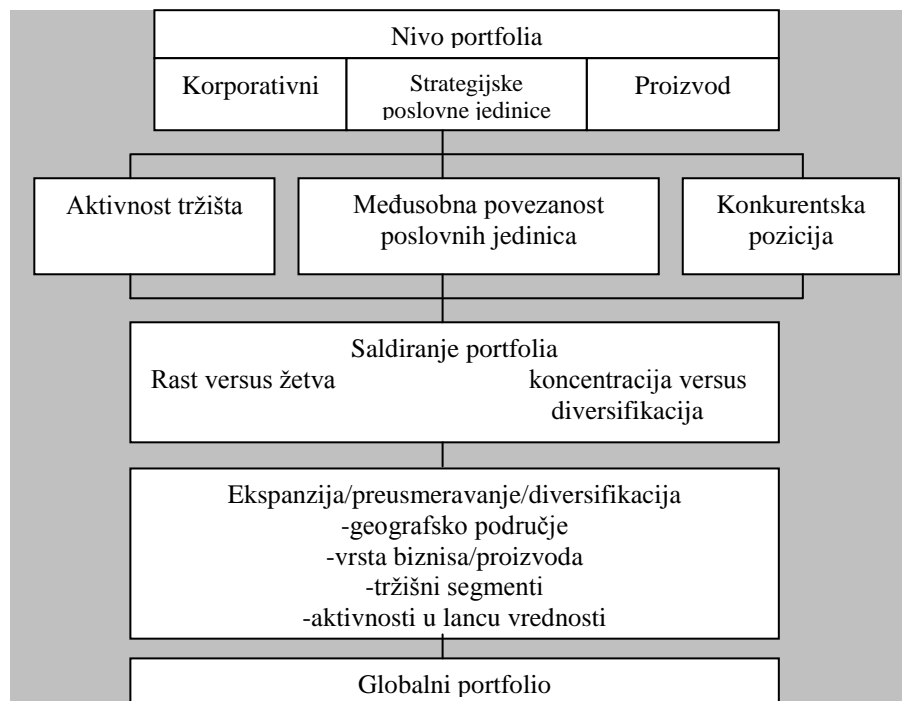 Nivo portfolia
Korporativni
Strategijske
poslovne jedinice
Proizvod
Aktivnost tržišta
Međusobna povezanost
poslovnih jedinica
Konkurentska
pozicija
Saldiranje portfolia
Rast versus žetva
koncentracija versus
diversifikacija
Ekspanzija/preusmeravanje/diversifikacija
-geografsko područje
-vrsta biznisa/proizvoda
-tržišni segmenti
-aktivnosti u lancu vrednosti
Globalni portfolio